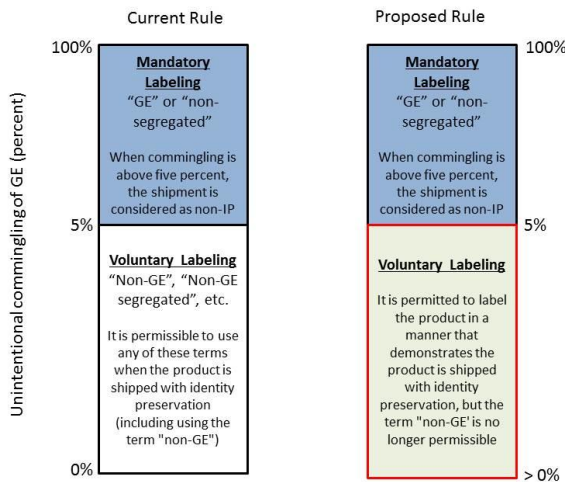 Current Rule
Proposed Rule
Unintentional commingling of GE (percent)
100%
Mandatory
Labeling
“GE” or “non-
segregated”
When commingling is
above five percent,
the shipment is
considered as non-IP
5%
Voluntary Labeling
“Non-GE”, “Non-GE
segregated”, etc.
It is permissible to use
any of these terms
when the product is
shipped with identity
preservation
(including using the
term "non-GE")
0%
100%
Mandatory
Labeling
“GE” or “non-
segregated”
When commingling is
above five percent,
the shipment is
considered as non-IP
5%
Voluntary Labeling
It is permitted to label
the product in a
manner that
demonstrates the
product is shipped
with identity
preservation, but the
term "non-GE' is no
longer permissible
> 0%